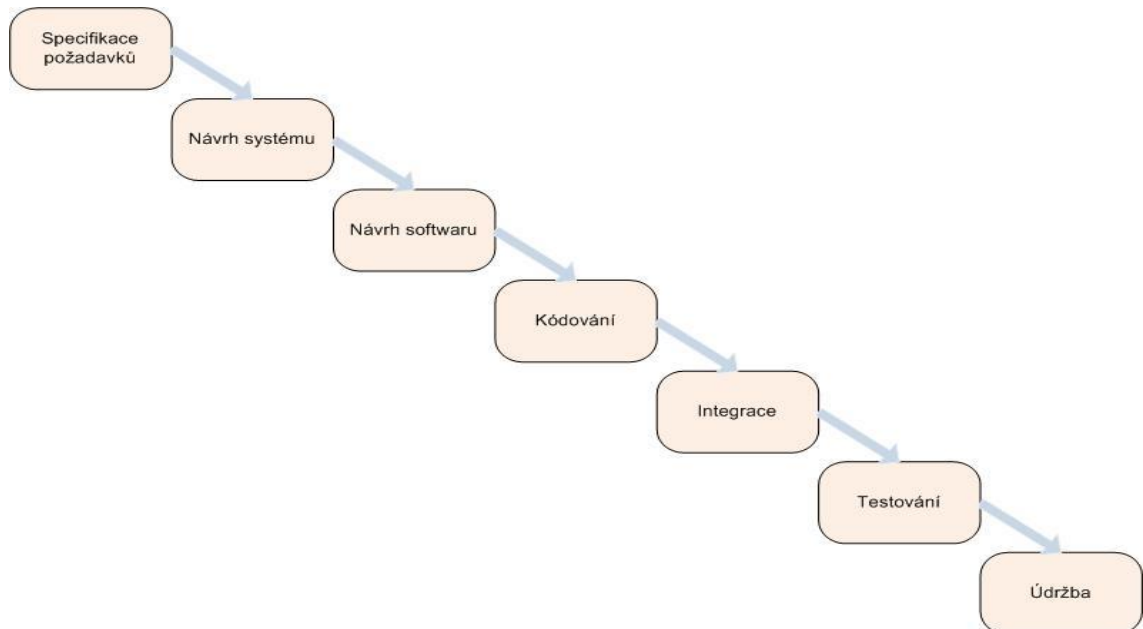 Specifikace
požadavků
Návrh systému
Návrh softwaru
Kódování
Integrace
Testování
Údržba